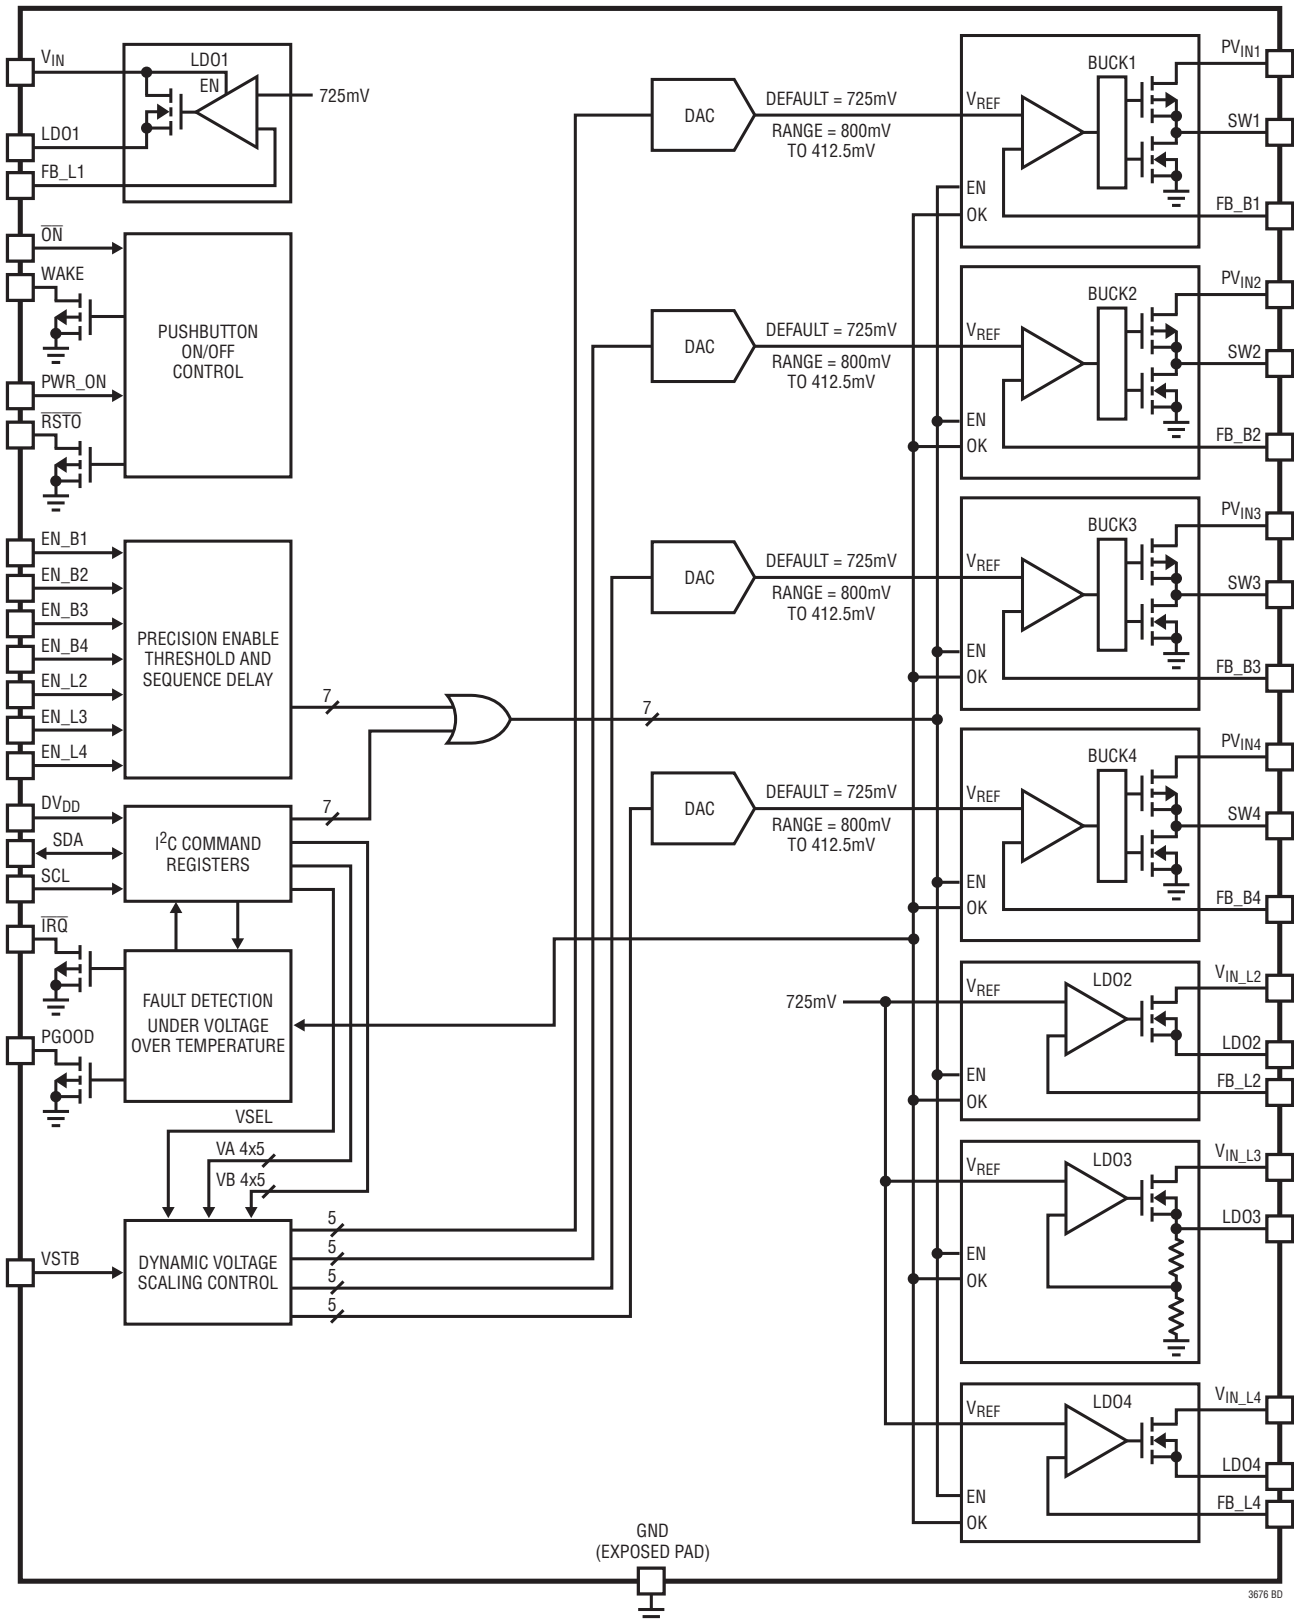 VIN
LDO1
EN
725mV
LDO1
FB_L1
ON
WAKE
PUSHBUTTON
ON/OFF
CONTROL
PWR_ON
RSTO
EN_B1
EN_B2
EN_B3
EN_B4
EN_L2
EN_L3
EN_L4
PRECISION ENABLE
THRESHOLD AND
SEQUENCE DELAY
7
7
7
DVDD
SDA
SCL
I2C COMMAND
REGISTERS
IRQ
PGOOD
FAULT DETECTION
UNDER VOLTAGE
OVER TEMPERATURE
VSEL
VA 4x5
VB 4x5
VSTB
DYNAMIC VOLTAGE
SCALING CONTROL
5
5
5
5
DAC
DEFAULT = 725mV
RANGE = 800mV
TO 412.5mV
VREF
BUCK1
EN
OK
PVIN1
SW1
FB_B1
DAC
DEFAULT = 725mV
RANGE = 800mV
TO 412.5mV
VREF
BUCK2
EN
OK
PVIN2
SW2
FB_B2
DAC
DEFAULT = 725mV
RANGE = 800mV
TO 412.5mV
VREF
BUCK3
EN
OK
PVIN3
SW3
FB_B3
DAC
DEFAULT = 725mV
RANGE = 800mV
TO 412.5mV
VREF
BUCK4
EN
OK
PVIN4
SW4
FB_B4
725mV
VREF
LDO2
EN
OK
VIN_L2
LDO2
FB_L2
VREF
LDO3
EN
OK
VIN_L3
LDO3
VREF
LDO4
EN
OK
VIN_L4
LDO4
FB_L4
GND
(EXPOSED PAD)
3676 BD